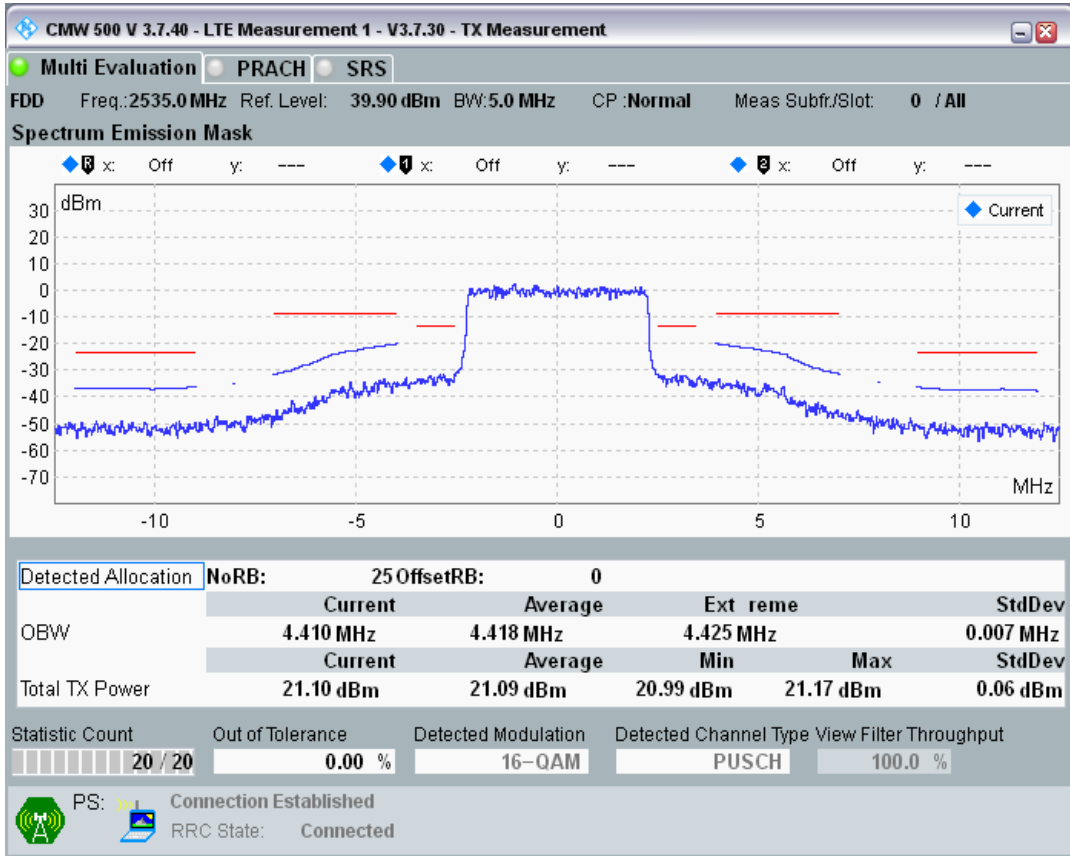 CMW 500 V 3.7.40 - LTE Measurement 1 - V3.7.30 - TX Measurement
Multi Evaluation PRACH SRS
FDD Freq.:2535.0 MHz Ref. Level: 39.90 dBm BW:5.0 MHz CP :Normal Meas Subfr./Slot: 0 / All
Spectrum Emission Mask
R x: Off y: --- 1 x: Off y: --- 2 x: Off y: ---
dBm
Current
30
20
10
0
-10
-20
-30
-40
-50
-60
-70
MHz
-10 -5 0 5 10
Detected Allocation NoRB: 25 OffsetRB: 0
Current Average Ext reme StdDev
OBW 4.410 MHz 4.418 MHz 4.425 MHz 0.007 MHz
Current Average Min Max StdDev
Total TX Power 21.10 dBm 21.09 dBm 20.99 dBm 21.17 dBm 0.06 dBm
Statistic Count Out of Tolerance Detected Modulation Detected Channel Type View Filter Throughput
20 / 20 0.00 % 16-QAM PUSCH 100.0 %
PS: Connection Established
RRC State: Connected